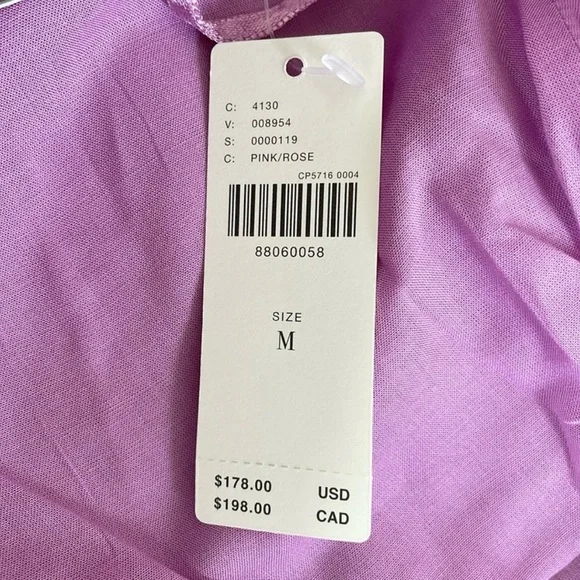 C: 4130
V: 008954
S: 0000119
C: PINK/ROSE
CP5716 0004
88060058
SIZE
M
$178.00 USD
$198.00 CAD